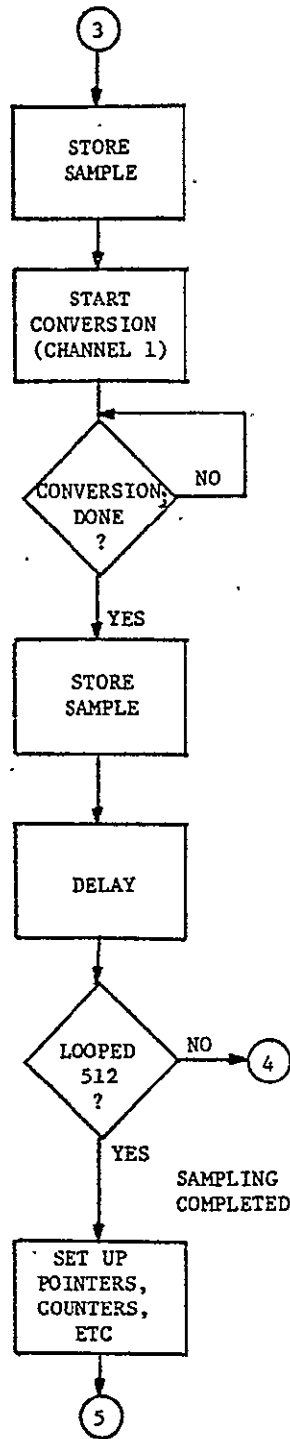 3
STORE
SAMPLE
START
CONVERSION
(CHANNEL 1)
CONVERSION
DONE
?
NO
YES
STORE
SAMPLE
DELAY
LOOPED
512
?
NO
4
YES
SAMPLING
COMPLETED
SET UP
POINTERS,
COUNTERS,
ETC
5